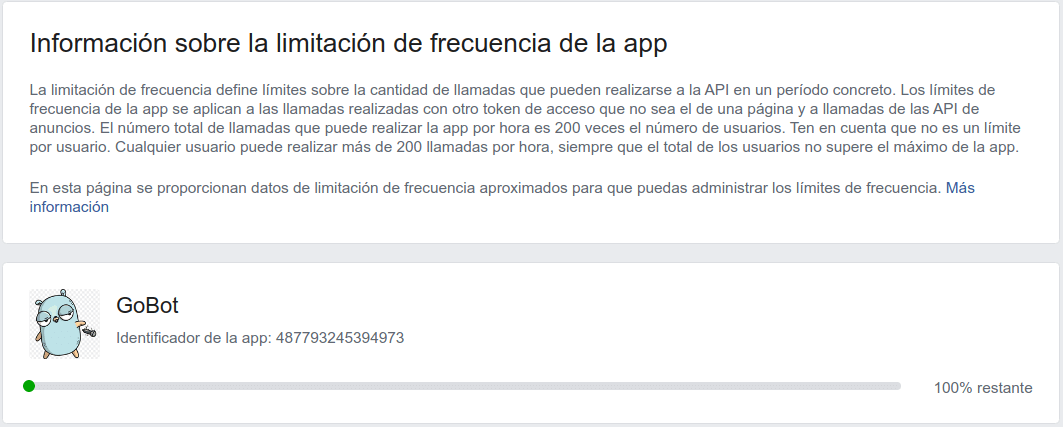 Información sobre la limitación de frecuencia de la app
La limitación de frecuencia define límites sobre la cantidad de llamadas que pueden realizarse a la API en un período concreto. Los límites de
frecuencia de la app se aplican a las llamadas realizadas con otro token de acceso que no sea el de una página y a llamadas de las API de
anuncios. El número total de llamadas que puede realizar la app por hora es 200 veces el número de usuarios. Ten en cuenta que no es un límite
por usuario. Cualquier usuario puede realizar más de 200 llamadas por hora, siempre que el total de los usuarios no supere el máximo de la app.
En esta página se proporcionan datos de limitación de frecuencia aproximados para que puedas administrar los límites de frecuencia. Más
información
GoBot
Identificador de la app: 487793245394973
100% restante